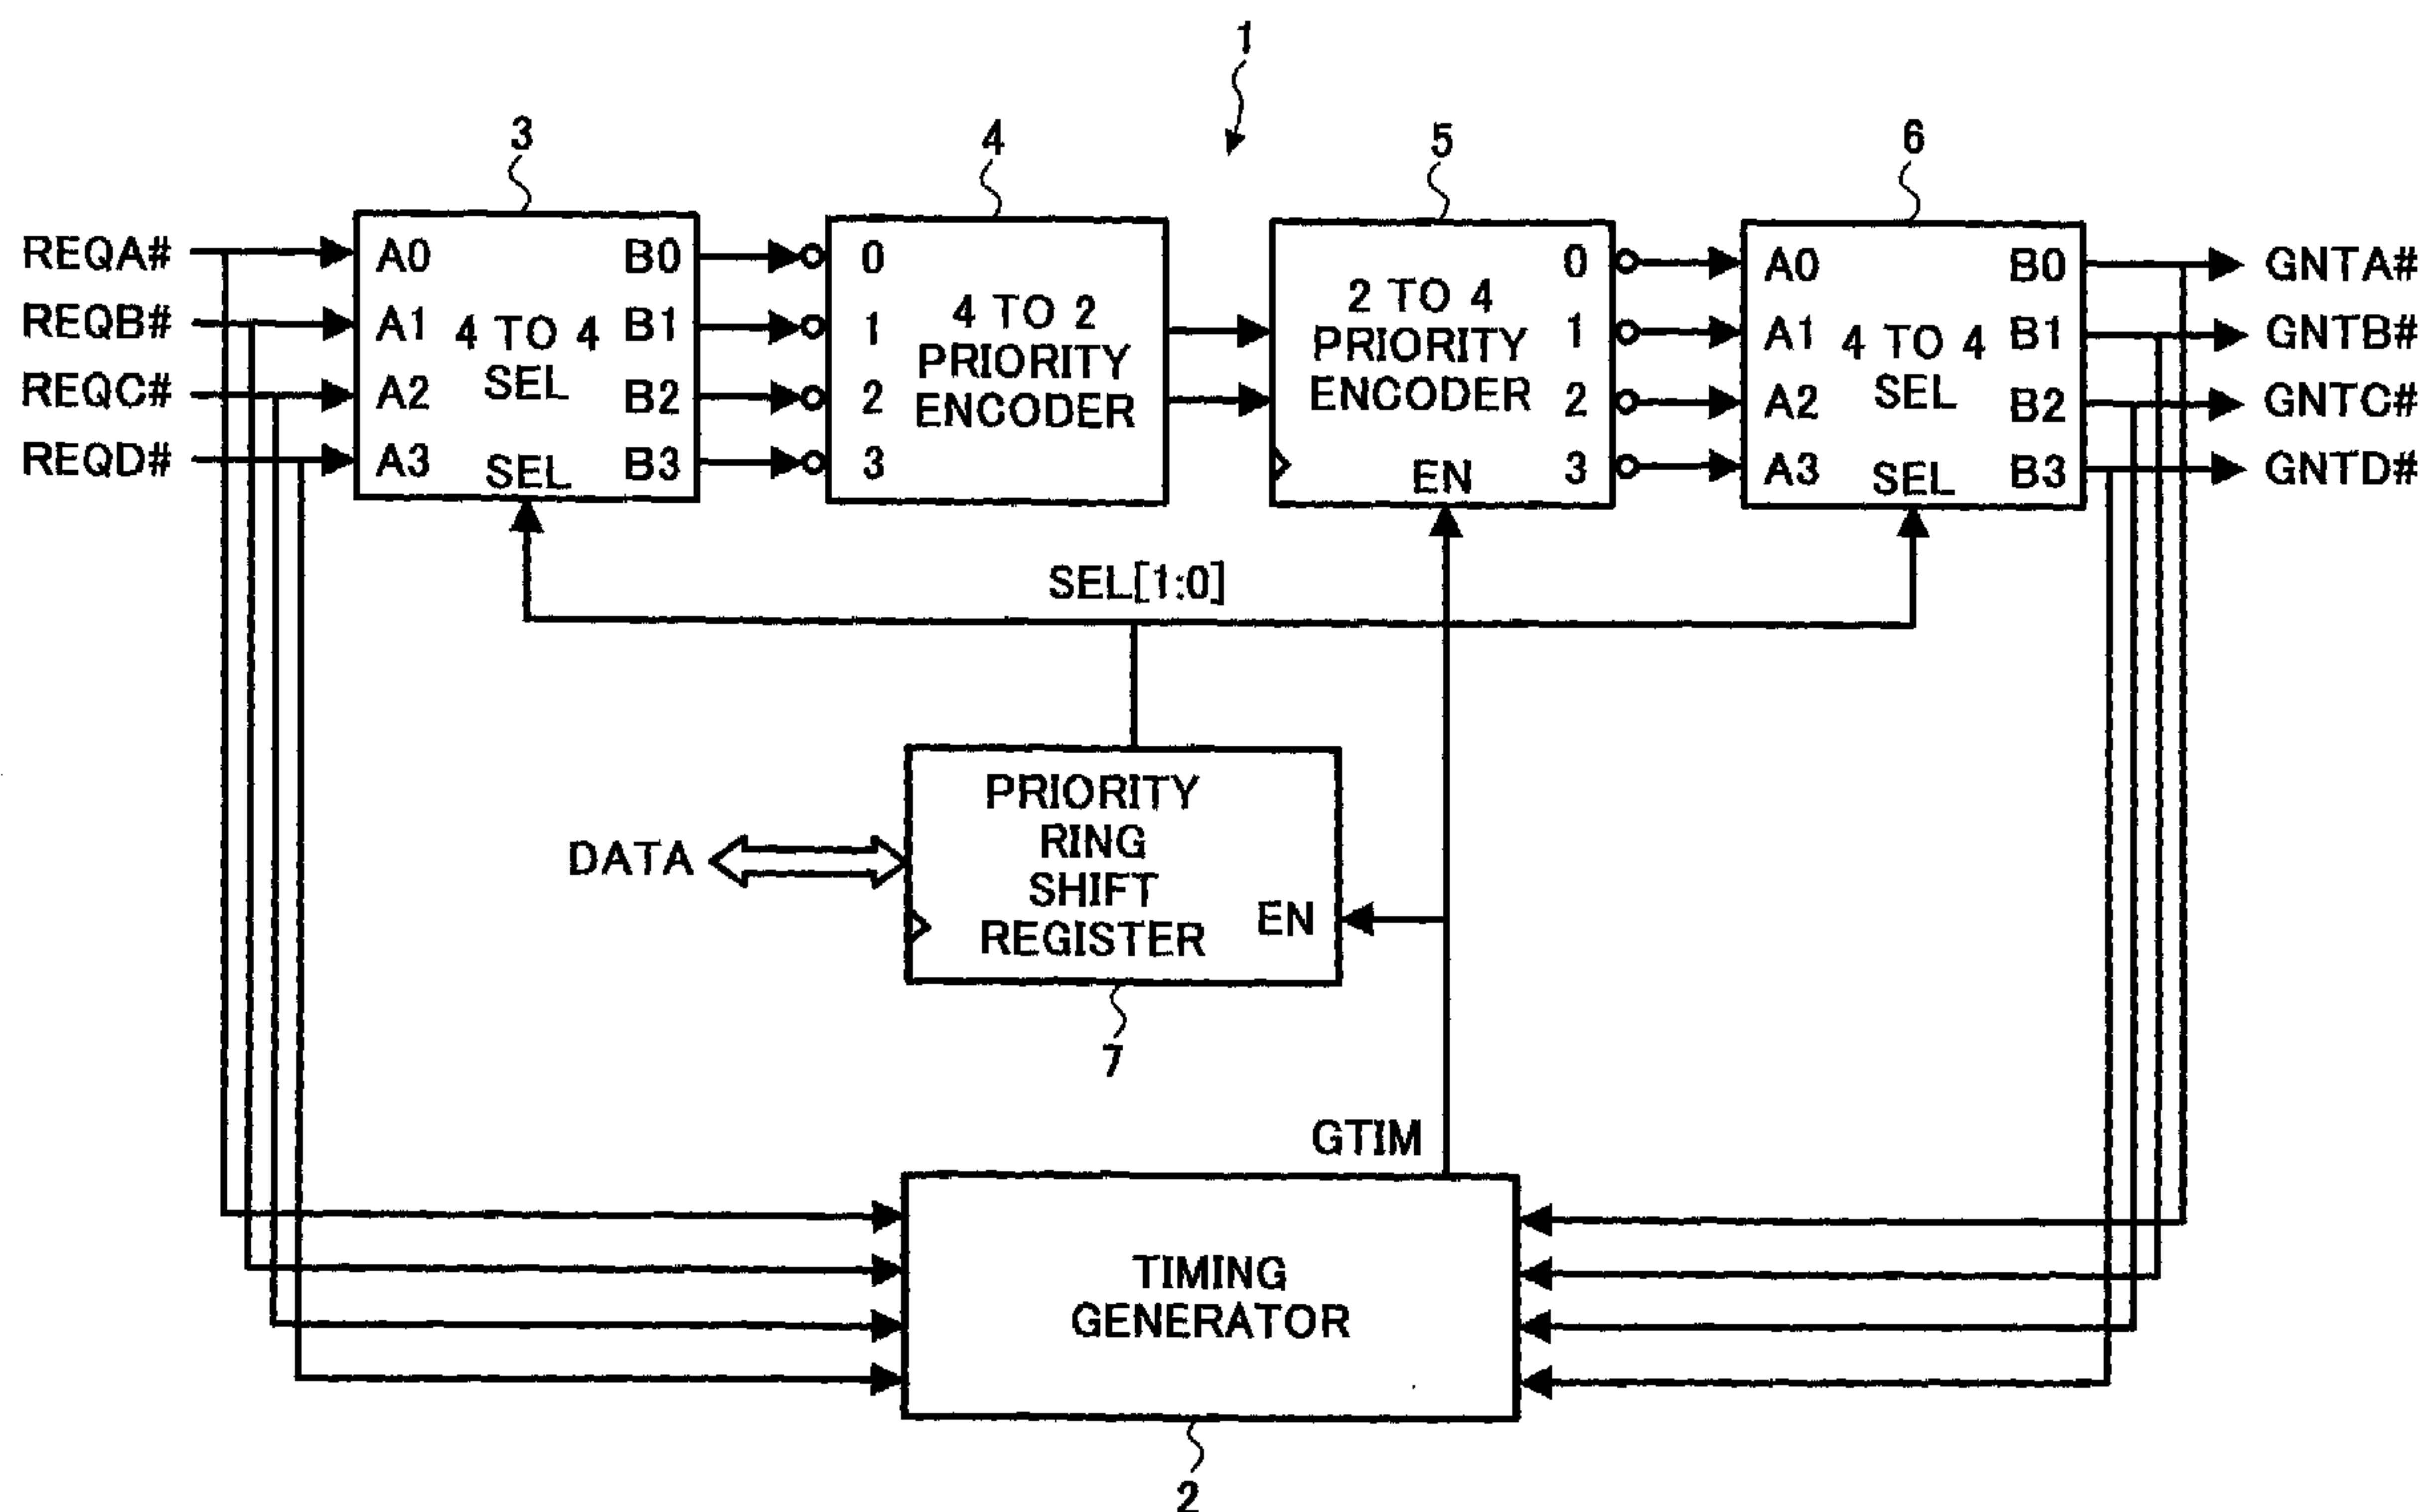 1
3
4
5
6
REQA#
REQB#
REQC#
REQD#
A0
A1
A2
A3
4 TO 4
SEL
SEL
B0
B1
B2
B3
0
1
2
3
4 TO 2
PRIORITY
ENCODER
2 TO 4
PRIORITY
ENCODER
EN
0
1
2
3
A0
A1
A2
A3
4 TO 4
SEL
SEL
B0
B1
B2
B3
GNTA#
GNTB#
GNTC#
GNTD#
SEL[1:0]
PRIORITY
RING
SHIFT
REGISTER
EN
DATA
7
GTIM
TIMING
GENERATOR
2